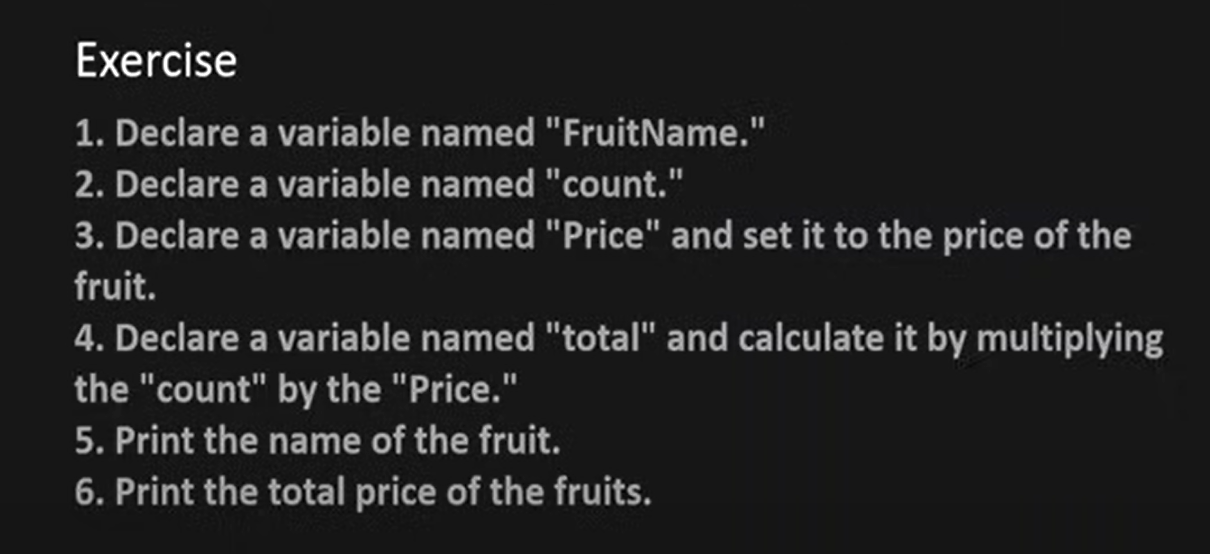 Exercise
1. Declare a variable named "FruitName."
2. Declare a variable named "count."
3. Declare a variable named "Price" and set it to the price of the
fruit.
4. Declare a variable named "total" and calculate it by multiplying
the "count" by the "Price."
5. Print the name of the fruit.
6. Print the total price of the fruits.